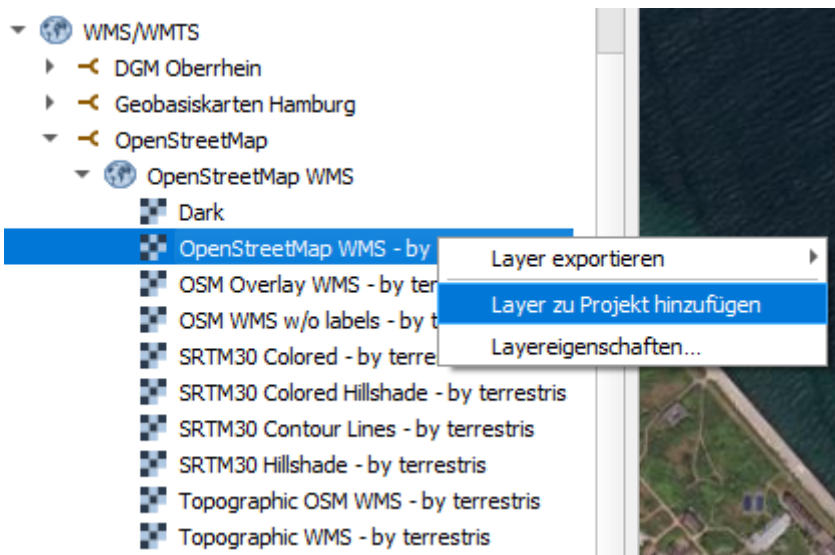 WMS/WMTS
DGM Oberrhein
Geobasiskarten Hamburg
OpenStreetMap
OpenStreetMap WMS
Dark
OpenStreetMap WMS - by
Layer exportieren
OSM Overlay WMS - by ter
Layer zu Projekt hinzufügen
OSM WMS w/o labels - by t
Layereigenschaften...
SRTM30 Colored - by terre
SRTM30 Colored Hillshade - by terrestris
SRTM30 Contour Lines - by terrestris
SRTM30 Hillshade - by terrestris
Topographic OSM WMS - by terrestris
Topographic WMS - by terrestris